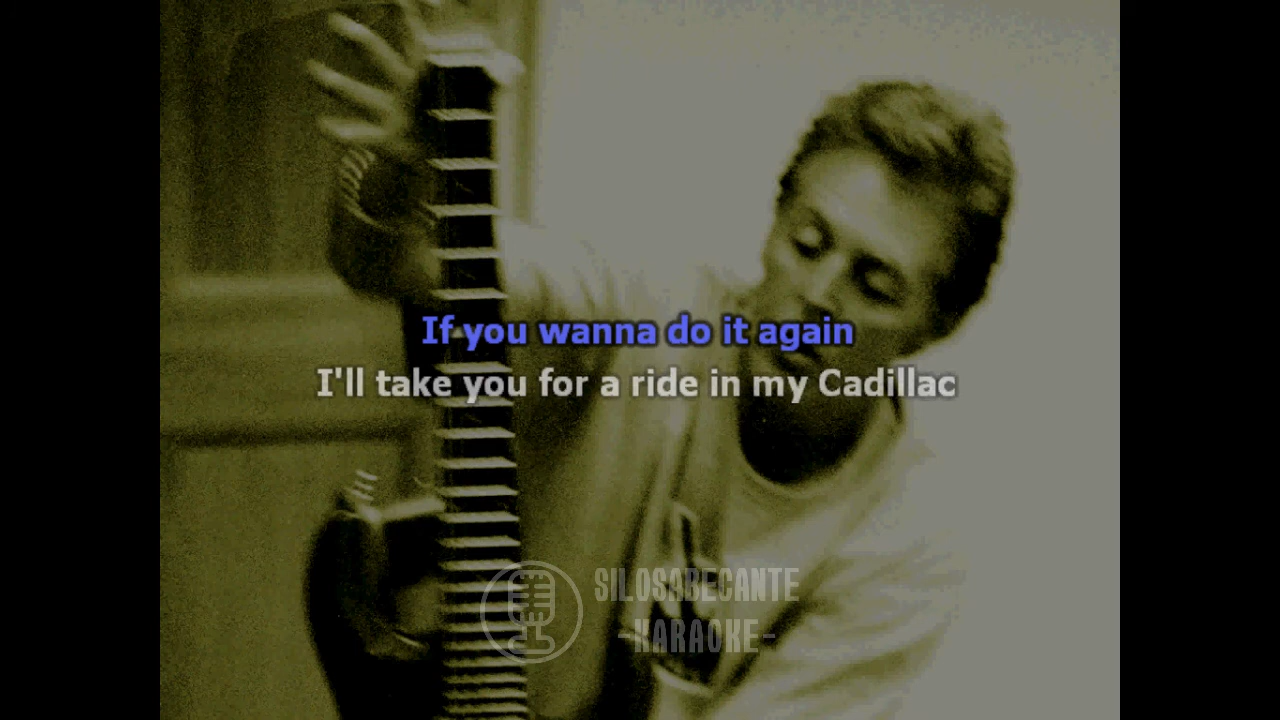 If you wanna do it again
I'll take you for a ride in my Cadillac
SILOSABECANTE
-KARAOKE-